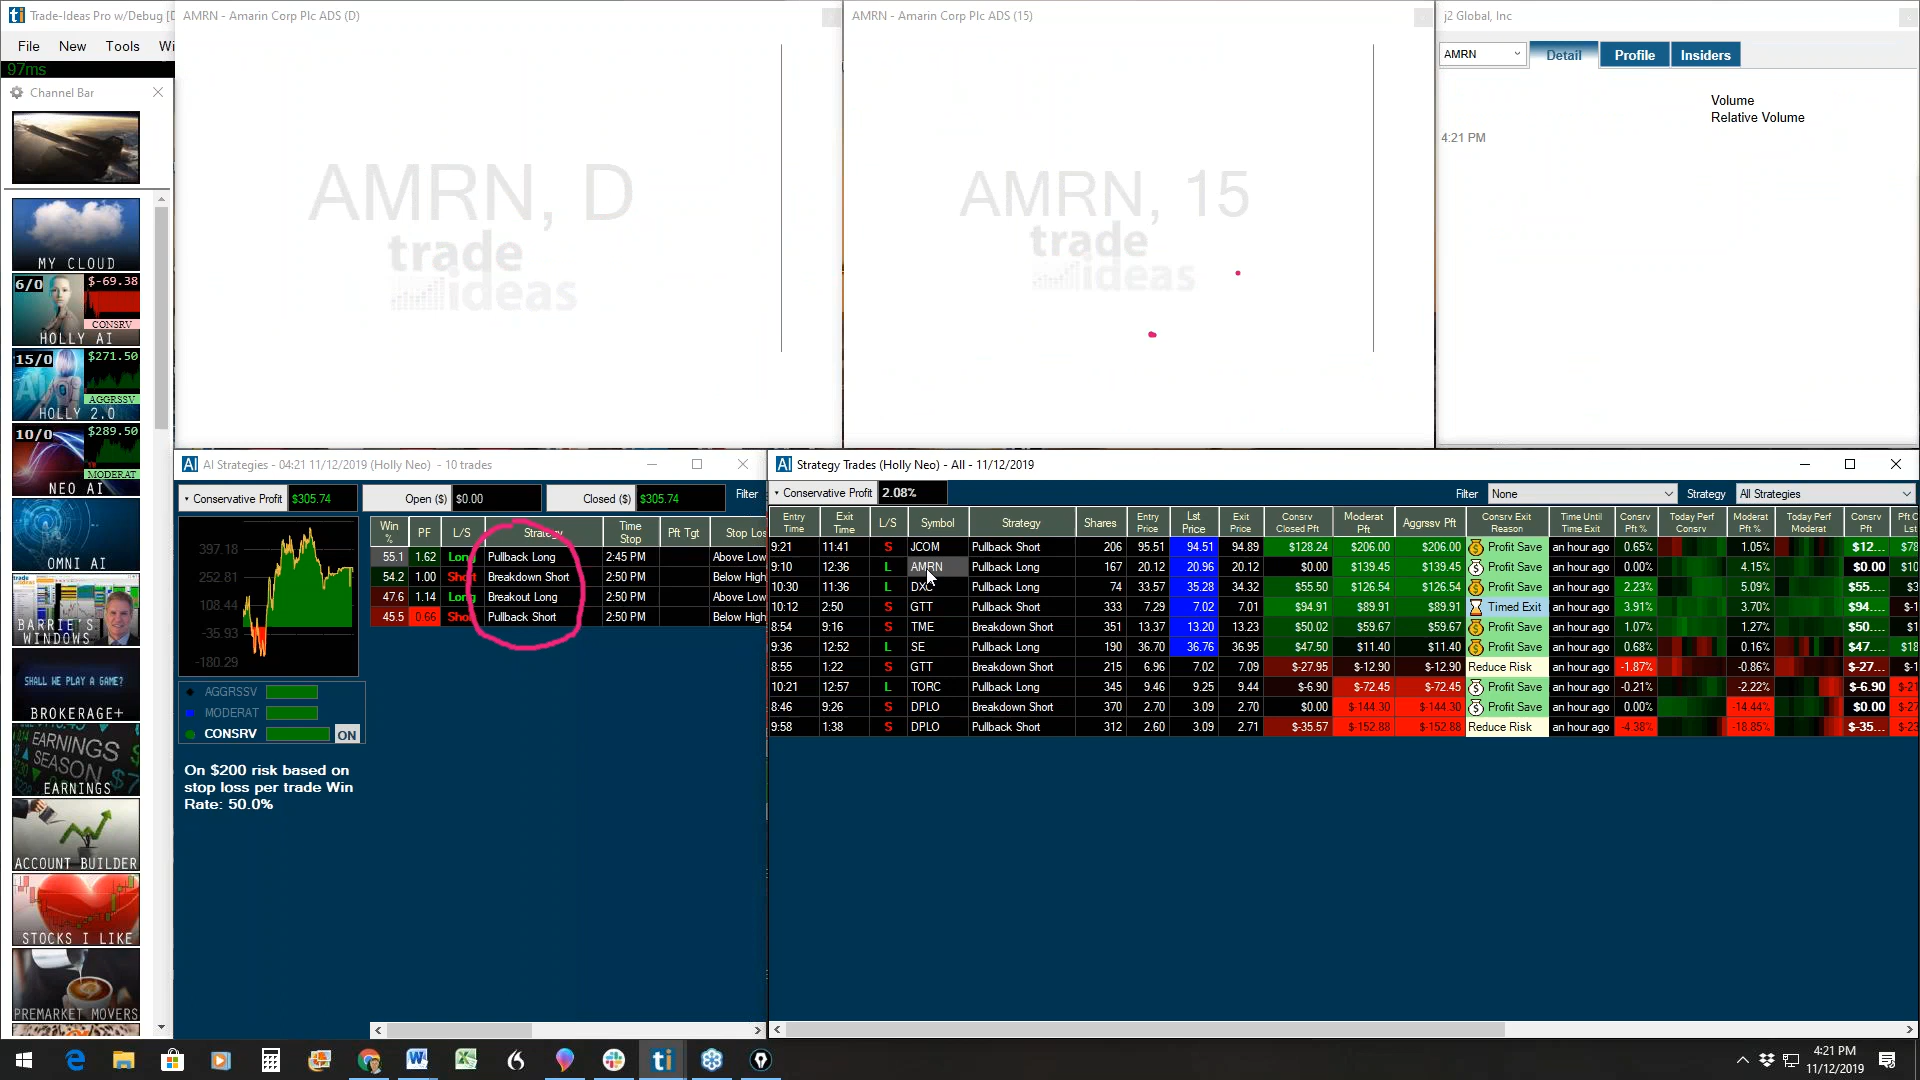 Trade-Ideas Pro w/Debug [D
File New Tools Wi
97ms
Channel Bar
MY CLOUD
6/0 $-69.38
CONSRV
HOLLY AI
15/0 $271.50
AGGRSSV
HOLLY 2.0
10/0 $289.50
MODERAT
NEO AI
OMNI AI
BARRIE'S WINDOWS
SHALL WE PLAY A GAME?
BROKERAGE+
EARNINGS SEASON
EARNINGS
ACCOUNT BUILDER
STOCKS I LIKE
PREMARKET MOVERS
AMRN - Amarin Corp Plc ADS (D)
AMRN, D
trade
ideas
AMRN - Amarin Corp Plc ADS (15)
AMRN, 15
trade
ideas
j2 Global, Inc
AMRN Detail Profile Insiders
Volume
Relative Volume
4:21 PM
AI Strategies - 04:21 11/12/2019 (Holly Neo) - 10 trades
Conservative Profit $305.74 Open ($) $0.00 Closed ($) $305.74 Filter
397.18
252.81
108.44
-35.93
-180.29
AGGRSSV
MODERAT
CONSRV ON
On $200 risk based on
stop loss per trade Win
Rate: 50.0%
Win % PF L/S Strategy Time Stop Pft Tgt Stop Los
55.1 1.62 Long Pullback Long 2:45 PM Above Low
54.2 1.00 Short Breakdown Short 2:50 PM Below High
47.6 1.14 Long Breakout Long 2:50 PM Above Low
45.5 0.66 Short Pullback Short 2:50 PM Below High
AI Strategy Trades (Holly Neo) - All - 11/12/2019
Conservative Profit 2.08% Filter None Strategy All Strategies
Entry Time Exit Time L/S Symbol Strategy Shares Entry Price Lst Price Exit Price Consrv Closed Pft Moderat Pft Aggrssv Pft Consrv Exit Reason Time Until Time Exit Consrv Pft % Today Perf Consrv Moderat Pft % Today Perf Moderat Consrv Pft Pft C Lst
9:21 11:41 S JCOM Pullback Short 206 95.51 94.51 94.89 $128.24 $206.00 $206.00 Profit Save an hour ago 0.65% 1.05% $12... $78
9:10 12:36 L AMRN Pullback Long 167 20.12 20.96 20.12 $0.00 $139.45 $139.45 Profit Save an hour ago 0.00% 4.15% $0.00 $10
10:30 11:36 L DXC Pullback Long 74 33.57 35.28 34.32 $55.50 $126.54 $126.54 Profit Save an hour ago 2.23% 5.09% $55... $3
10:12 2:50 S GTT Pullback Short 333 7.29 7.02 7.01 $94.91 $89.91 $89.91 Timed Exit an hour ago 3.91% 3.70% $94... $-1
8:54 9:16 S TME Breakdown Short 351 13.37 13.20 13.23 $50.02 $59.67 $59.67 Profit Save an hour ago 1.07% 1.27% $50... $1
9:36 12:52 L SE Pullback Long 190 36.70 36.76 36.95 $47.50 $11.40 $11.40 Profit Save an hour ago 0.68% 0.16% $47... $18
8:55 1:22 S GTT Breakdown Short 215 6.96 7.02 7.09 $-27.95 $-12.90 $-12.90 Reduce Risk an hour ago -1.87% -0.86% $-27... $-1
10:21 12:57 L TORC Pullback Long 345 9.46 9.25 9.44 $-6.90 $-72.45 $-72.45 Profit Save an hour ago -0.21% -2.22% $-6.90 $-21
8:46 9:26 S DPLO Breakdown Short 370 2.70 3.09 2.70 $0.00 $-144.30 $-144.30 Profit Save an hour ago 0.00% -14.44% $0.00 $-27
9:58 1:38 S DPLO Pullback Short 312 2.60 3.09 2.71 $-35.57 $-152.88 $-152.88 Reduce Risk an hour ago -4.38% -18.85% $-35... $-23
4:21 PM
11/12/2019